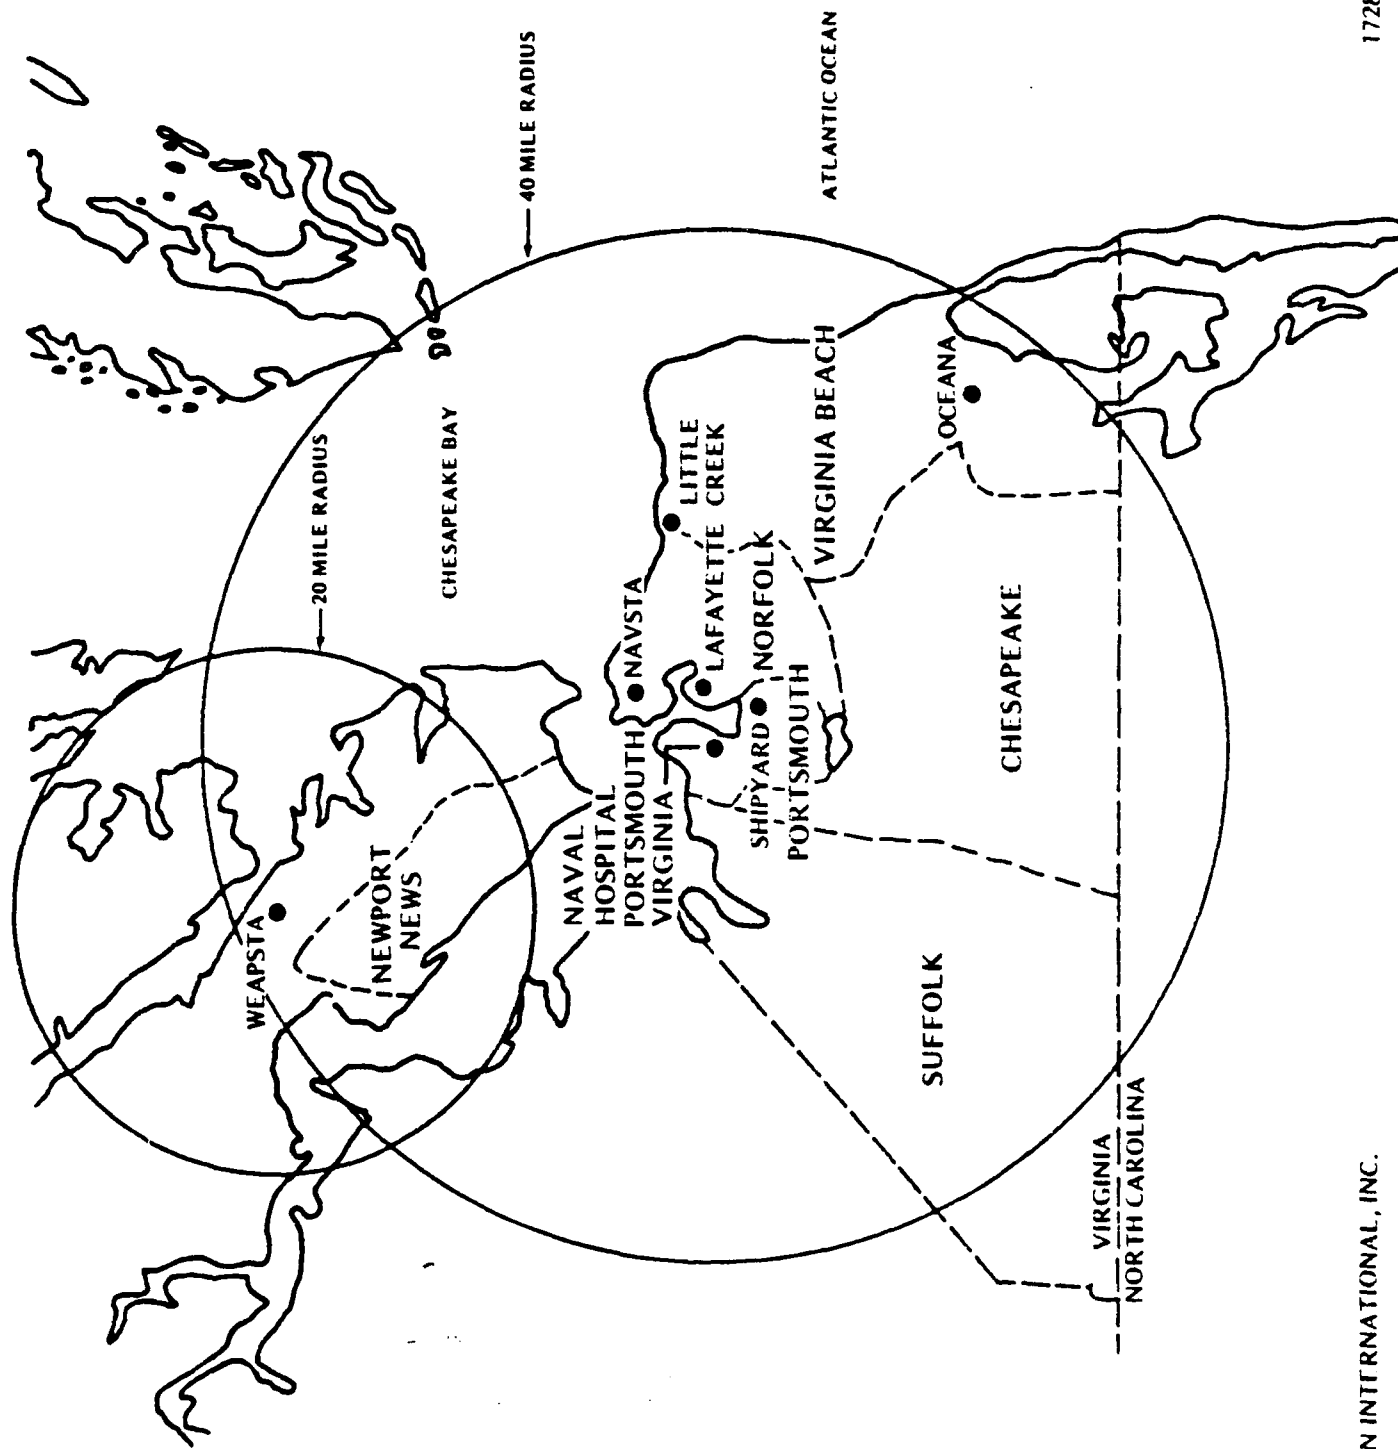 20 MILE RADIUS
40 MILE RADIUS
CHESAPEAKE BAY
ATLANTIC OCEAN
WEAPSTA
NEWPORT
NEWS
NAVAL
HOSPITAL
PORTSMOUTH
VIRGINIA
NAVSTA
LITTLE
CREEK
LAFAYETTE
NORFOLK
SHIPYARD
PORTSMOUTH
VIRGINIA BEACH
OCEANA
CHESAPEAKE
SUFFOLK
VIRGINIA
NORTH CAROLINA
N INTERNATIONAL, INC.
1728